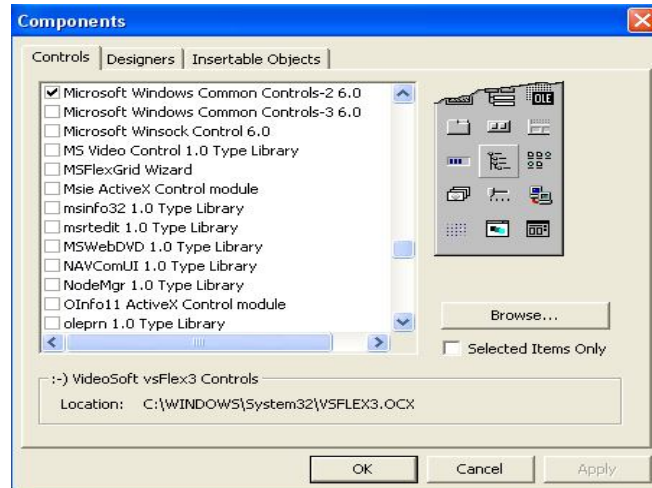 Components
Controls
Designers
Insertable Objects
Microsoft Windows Common Controls-2 6.0
Microsoft Windows Common Controls-3 6.0
Microsoft Winsock Control 6.0
MS Video Control 1.0 Type Library
MSFlexGrid Wizard
Msie ActiveX Control module
msinfo32 1.0 Type Library
msrtedit 1.0 Type Library
MSWebDVD 1.0 Type Library
NAVComUI 1.0 Type Library
NodeMgr 1.0 Type Library
OInfo11 ActiveX Control module
oleprn 1.0 Type Library
OLE
Browse...
Selected Items Only
:-) VideoSoft vsFlex3 Controls
Location: C:\WINDOWS\System32\VSFLEX3.OCX
OK
Cancel
Apply